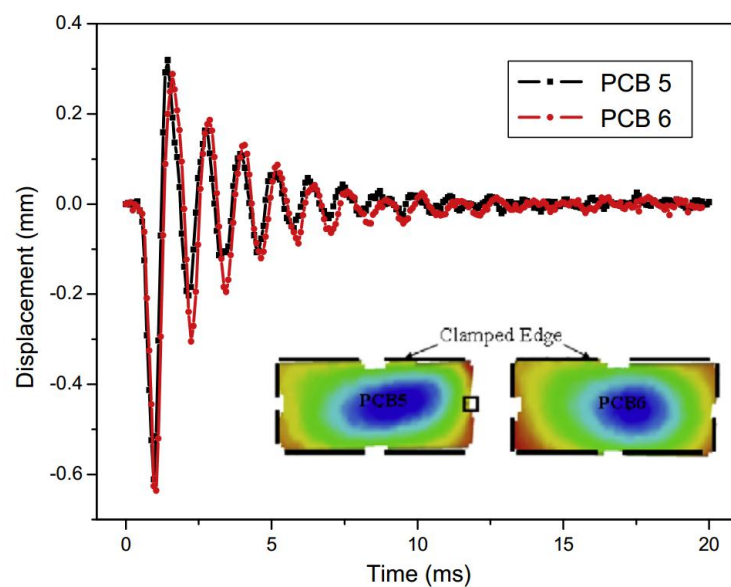 0.4
0.2
0.0
-0.2
-0.4
-0.6
Displacement (mm)
PCB 5
PCB 6
Clamped Edge
PCB5
PCB6
0
5
10
15
20
Time (ms)